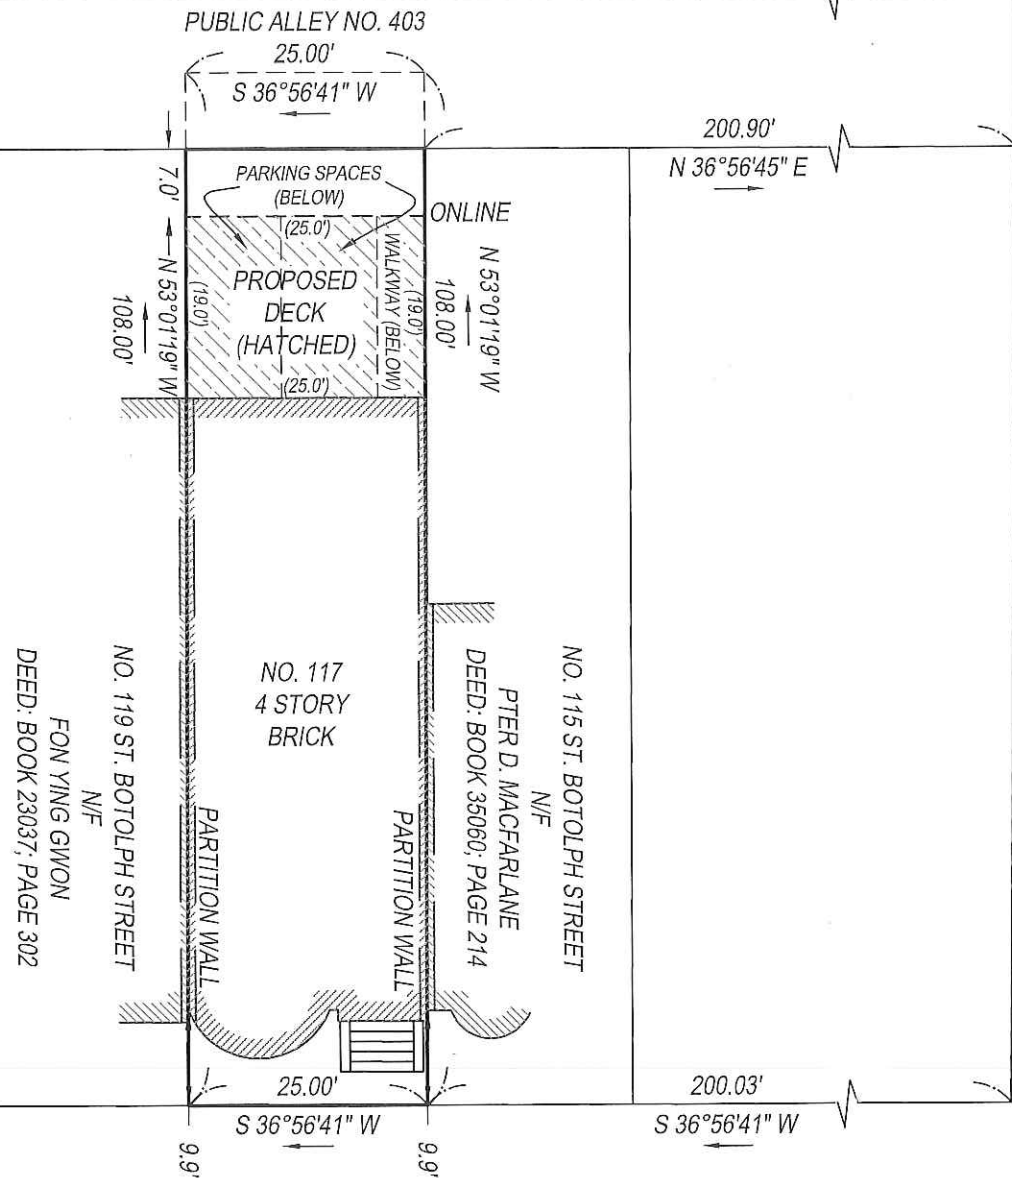 PUBLIC ALLEY NO. 403
25.00'
S 36°56'41" W
200.90'
N 36°56'45" E
7.0'
PARKING SPACES
(BELOW)
(25.0')
ONLINE
N 53°01'19" W
108.00'
(19.0')
PROPOSED
DECK
(HATCHED)
WALKWAY (BELOW)
(19.0')
N 53°01'19" W
108.00'
(25.0')
NO. 117
4 STORY
BRICK
NO. 119 ST. BOTOLPH STREET
N/F
FON YING GWON
DEED: BOOK 23037; PAGE 302
PARTITION WALL
PARTITION WALL
NO. 115 ST. BOTOLPH STREET
N/F
PTER D. MACFARLANE
DEED: BOOK 35060; PAGE 214
25.00'
S 36°56'41" W
200.03'
S 36°56'41" W
9.9'
9.9'